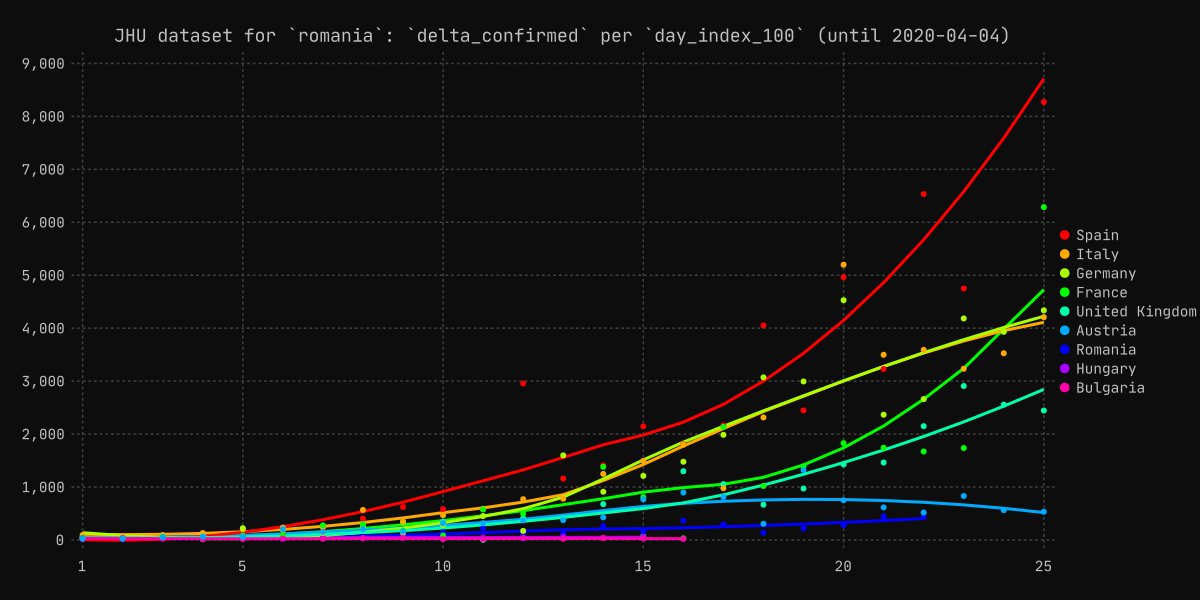 JHU dataset for `romania`: `delta_confirmed` per `day_index_100` (until 2020-04-04)
9,000
8,000
7,000
6,000
5,000
4,000
3,000
2,000
1,000
0
1 5 10 15 20 25
Spain
Italy
Germany
France
United Kingdom
Austria
Romania
Hungary
Bulgaria